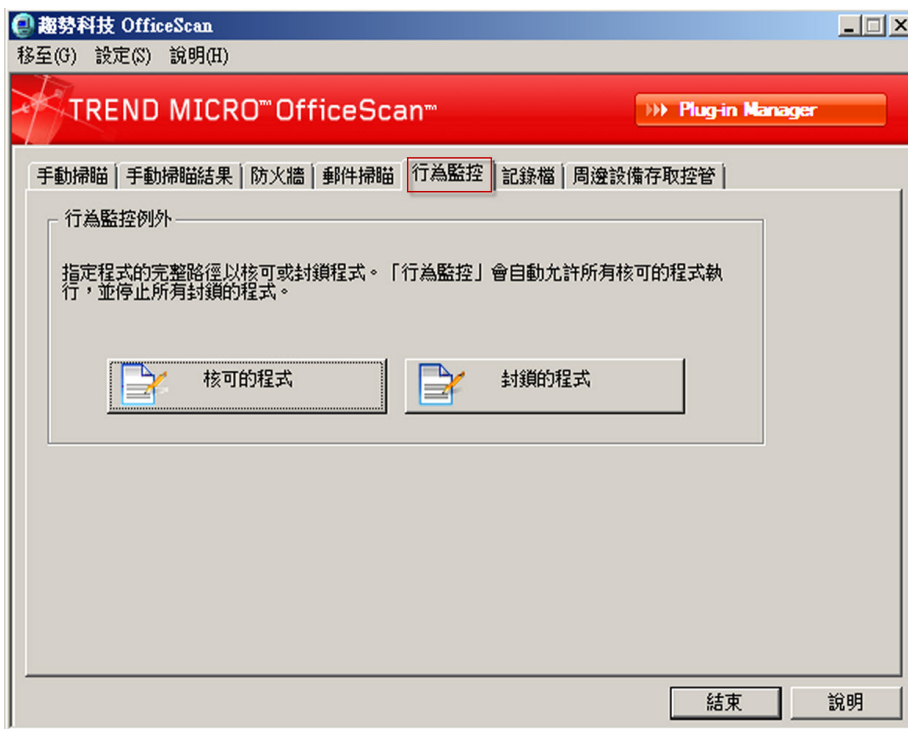 趨勢科技 OfficeScan
移至(G) 設定(S) 說明(H)
TREND MICRO™ OfficeScan™
Plug-in Manager
手動掃瞄 手動掃瞄結果 防火牆 郵件掃瞄 行為監控 記錄檔 周邊設備存取控管
行為監控例外
指定程式的完整路徑以核可或封鎖程式。「行為監控」會自動允許所有核可的程式執
行，並停止所有封鎖的程式。
核可的程式 封鎖的程式
結束 說明